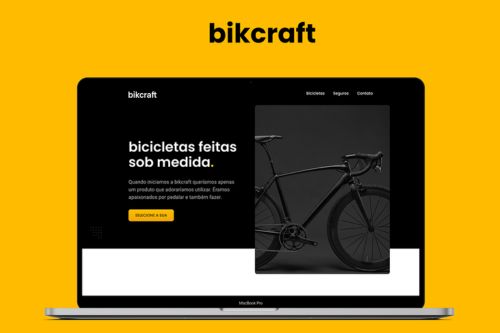 bikcraft
bikcraft
Bicicletas Seguros Contato
bicicletas feitas
sob medida.
Quando iniciamos a bikcraft queríamos apenas
um produto que adoraríamos utilizar. Éramos
apaixonados por pedalar e também fazer.
SELECIONE A SUA
MacBook Pro